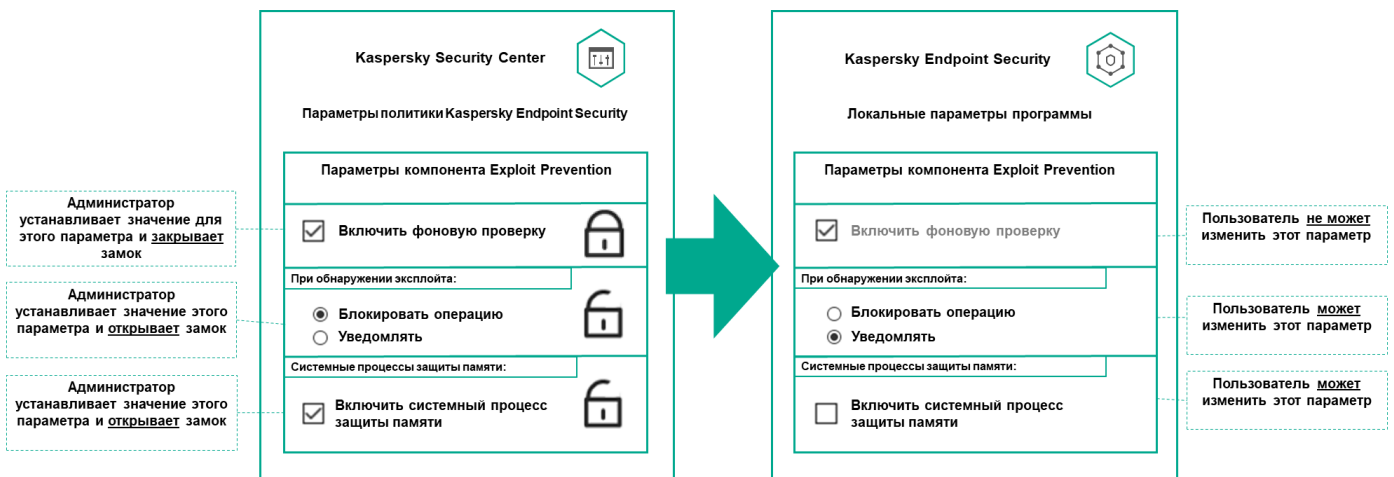 Kaspersky Security Center
Параметры политики Kaspersky Endpoint Security
Параметры компонента Exploit Prevention
Администратор
устанавливает значение для
этого параметра и закрывает
замок
Включить фоновую проверку
При обнаружении эксплойта:
Администратор
устанавливает значение этого
параметра и открывает замок
Блокировать операцию
Уведомлять
Системные процессы защиты памяти:
Администратор
устанавливает значение этого
параметра и открывает замок
Включить системный процесс
защиты памяти
Kaspersky Endpoint Security
Локальные параметры программы
Параметры компонента Exploit Prevention
Включить фоновую проверку
Пользователь не может
изменить этот параметр
При обнаружении эксплойта:
Блокировать операцию
Уведомлять
Пользователь может
изменить этот параметр
Системные процессы защиты памяти:
Включить системный процесс
защиты памяти
Пользователь может
изменить этот параметр